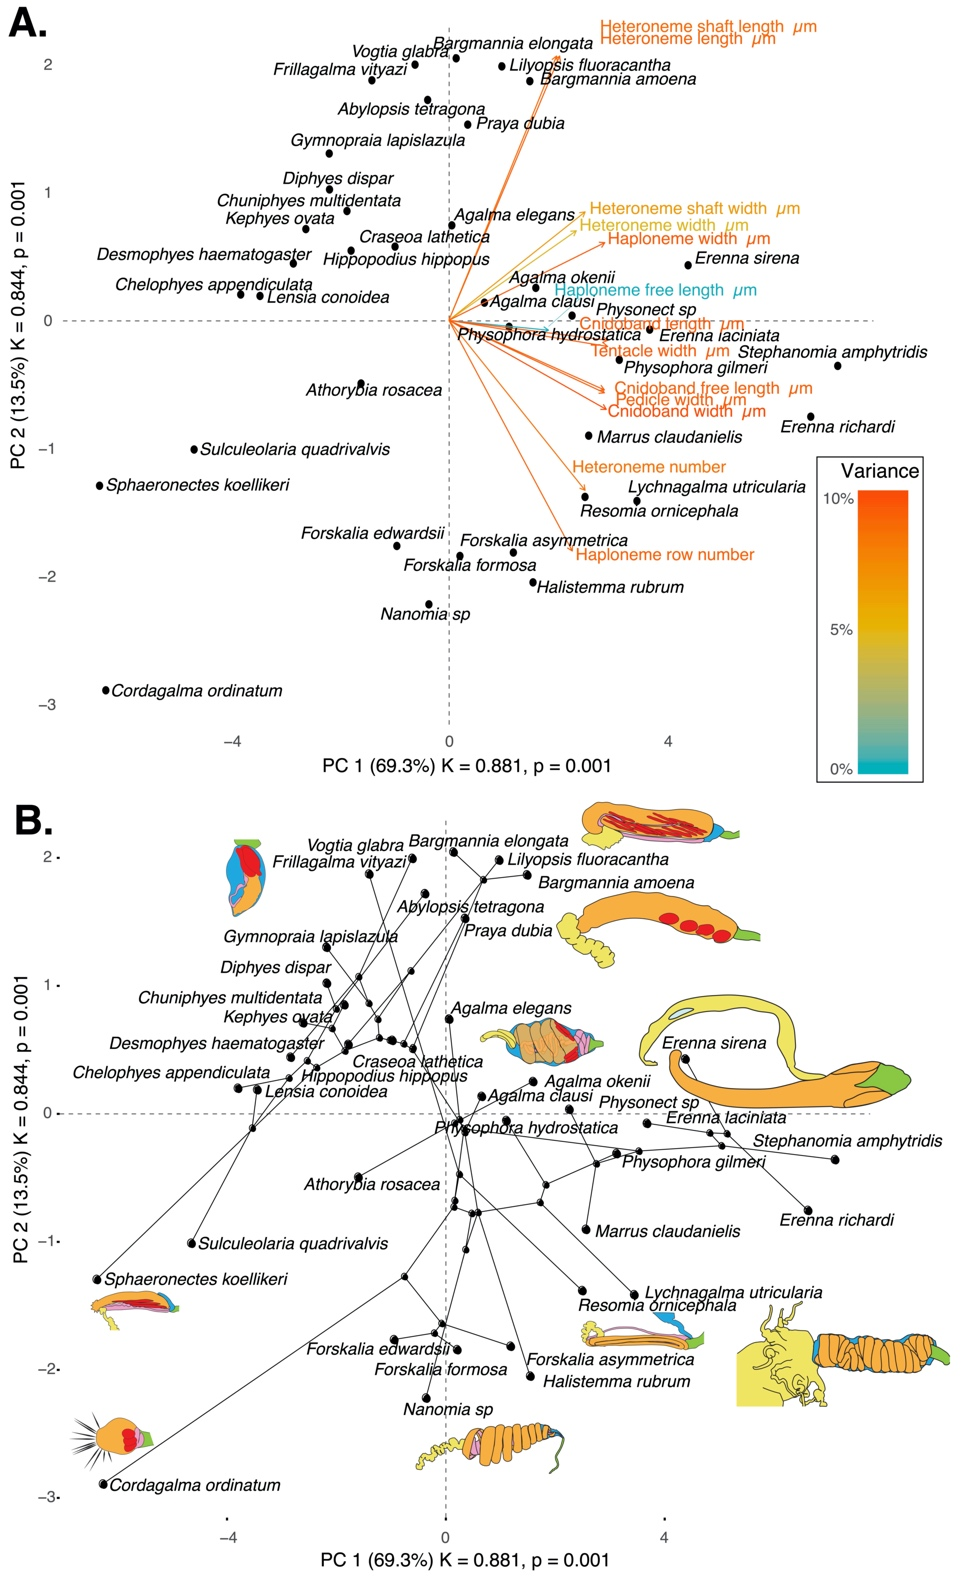 A.
Heteroneme shaft length µm
Heteroneme length µm
Bargmannia elongata
Vogtia glabra
Lilyopsis fluoracantha
Frillagalma vityazi
Bargmannia amoena
Abylopsis tetragona
Praya dubia
Gymnopraia lapislazula
Diphyes dispar
Chuniphyes multidentata
Heteroneme shaft width µm
Kephyes ovata
Agalma elegans
Heteroneme width µm
Craseoa lathetica
Haploneme width µm
Desmophyes haematogaster
Hippopodius hippopus
Erenna sirena
Agalma okenii
Chelophyes appendiculata
Haploneme free length µm
Lensia conoidea
Agalma clausi
Physonect sp
Cnidoband length µm
Physophora hydrostatica
Erenna laciniata
Tentacle width µm
Stephanomia amphytridis
Physophora gilmeri
Athorybia rosacea
Cnidoband free length µm
Pedicle width µm
Cnidoband width µm
Erenna richardi
Marrus claudanielis
Sulculeolaria quadrivalvis
Heteroneme number
Sphaeronectes koellikeri
Lychnagalma utricularia
Resomia ornicephala
Forskalia edwardsii
Forskalia asymmetrica
Haploneme row number
Forskalia formosa
Halistemma rubrum
Nanomia sp
Cordagalma ordinatum
2
1
0
−1
−2
−3
PC 2 (13.5%) K = 0.844, p = 0.001
−4
0
4
PC 1 (69.3%) K = 0.881, p = 0.001
Variance
10%
5%
0%
B.
Vogtia glabra
Bargmannia elongata
Frillagalma vityazi
Lilyopsis fluoracantha
Bargmannia amoena
Abylopsis tetragona
Praya dubia
Gymnopraia lapislazula
Diphyes dispar
Chuniphyes multidentata
Agalma elegans
Kephyes ovata
Desmophyes haematogaster
Erenna sirena
Craseoa lathetica
Chelophyes appendiculata
Hippopodius hippopus
Agalma okenii
Lensia conoidea
Agalma clausi
Physonect sp
Erenna laciniata
Physophora hydrostatica
Stephanomia amphytridis
Physophora gilmeri
Athorybia rosacea
Erenna richardi
Marrus claudanielis
Sulculeolaria quadrivalvis
Sphaeronectes koellikeri
Lychnagalma utricularia
Resomia ornicephala
Forskalia edwardsii
Forskalia asymmetrica
Forskalia formosa
Halistemma rubrum
Nanomia sp
Cordagalma ordinatum
2
1
0
−1
−2
−3
PC 2 (13.5%) K = 0.844, p = 0.001
−4
0
4
PC 1 (69.3%) K = 0.881, p = 0.001